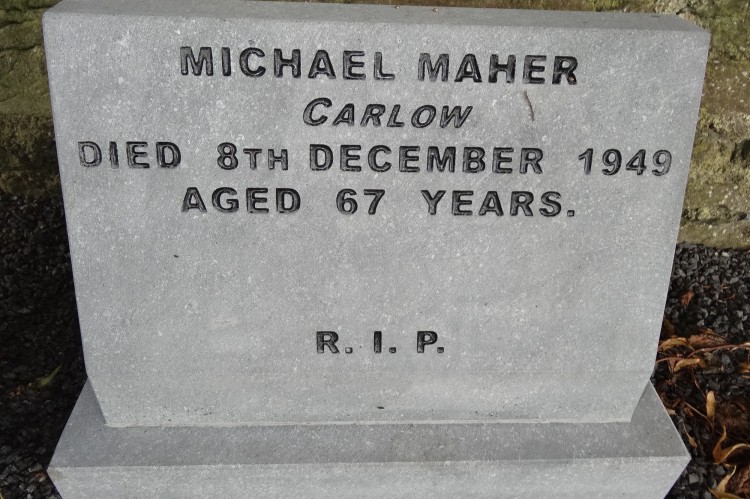 MICHAEL MAHER
CARLOW
DIED 8TH DECEMBER 1949
AGED 67 YEARS.
R. I. P.